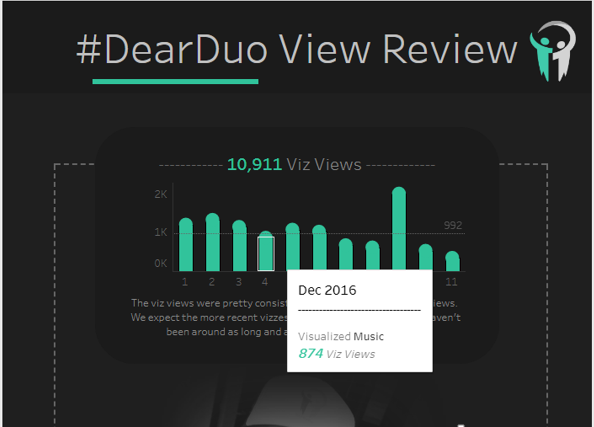 #DearDuo View Review
------------ 10,911 Viz Views -------------
2K
1K
0K
992
1 2 3 4 11
The viz views were pretty consist iews.
We expect the more recent vizzes aven't
been around as long and a
Dec 2016
Visualized Music
874 Viz Views